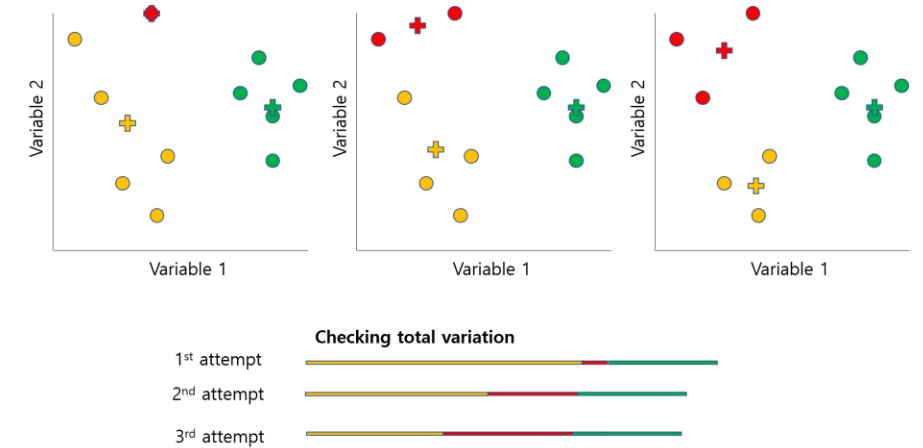 Variable 2
Variable 1
Variable 2
Variable 1
Variable 2
Variable 1
Checking total variation
1st attempt
2nd attempt
3rd attempt